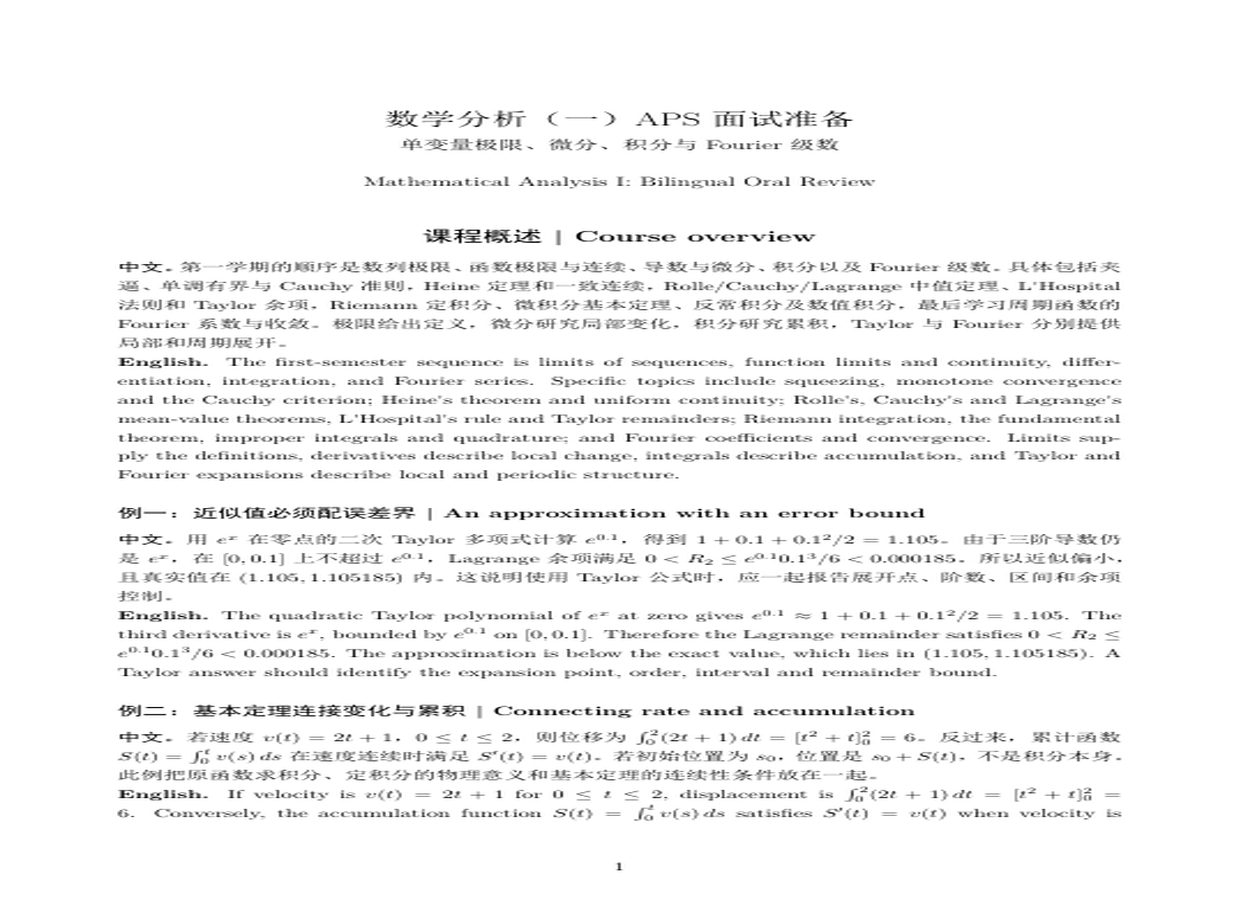 数学分析（一）APS 面试准备
单变量极限、微分、积分与 Fourier 级数
Mathematical Analysis I: Bilingual Oral Review
课程概述 | Course overview
中文。第一学期的顺序是数列极限、函数极限与连续、导数与微分、积分以及 Fourier 级数。具体包括夹
逼、单调有界与 Cauchy 准则，Heine 定理和一致连续，Rolle/Cauchy/Lagrange 中值定理、L'Hospital
法则和 Taylor 余项，Riemann 定积分、微积分基本定理、反常积分及数值积分，最后学习周期函数的
Fourier 系数与收敛。极限给出定义，微分研究局部变化，积分研究累积，Taylor 与 Fourier 分别提供
局部和周期展开。
English. The first-semester sequence is limits of sequences, function limits and continuity, differ-
entiation, integration, and Fourier series. Specific topics include squeezing, monotone convergence
and the Cauchy criterion; Heine's theorem and uniform continuity; Rolle's, Cauchy's and Lagrange's
mean-value theorems, L'Hospital's rule and Taylor remainders; Riemann integration, the fundamental
theorem, improper integrals and quadrature; and Fourier coefficients and convergence. Limits sup-
ply the definitions, derivatives describe local change, integrals describe accumulation, and Taylor and
Fourier expansions describe local and periodic structure.
例一：近似值必须配误差界 | An approximation with an error bound
中文。用 e^x 在零点的二次 Taylor 多项式计算 e^{0.1}，得到 1 + 0.1 + 0.1²/2 = 1.105。由于三阶导数仍
是 e^x，在 [0, 0.1] 上不超过 e^{0.1}，Lagrange 余项满足 0 < R₂ ≤ e^{0.1}0.1³/6 < 0.000185。所以近似偏小，
且真实值在 (1.105, 1.105185) 内。这说明使用 Taylor 公式时，应一起报告展开点、阶数、区间和余项
控制。
English. The quadratic Taylor polynomial of e^x at zero gives e^{0.1} ≈ 1 + 0.1 + 0.1²/2 = 1.105. The
third derivative is e^x, bounded by e^{0.1} on [0, 0.1]. Therefore the Lagrange remainder satisfies 0 < R₂ ≤
e^{0.1}0.1³/6 < 0.000185. The approximation is below the exact value, which lies in (1.105, 1.105185). A
Taylor answer should identify the expansion point, order, interval and remainder bound.
例二：基本定理连接变化与累积 | Connecting rate and accumulation
中文。若速度 v(t) = 2t + 1，0 ≤ t ≤ 2，则位移为 ∫₀²(2t + 1) dt = [t² + t]₀² = 6。反过来，累计函数
S(t) = ∫₀ᵗ v(s) ds 在速度连续时满足 S′(t) = v(t)。若初始位置为 s₀，位置是 s₀ + S(t)，不是积分本身。
此例把原函数求积分、定积分的物理意义和基本定理的连续性条件放在一起。
English. If velocity is v(t) = 2t + 1 for 0 ≤ t ≤ 2, displacement is ∫₀²(2t + 1) dt = [t² + t]₀² =
6. Conversely, the accumulation function S(t) = ∫₀ᵗ v(s) ds satisfies S′(t) = v(t) when velocity is
1